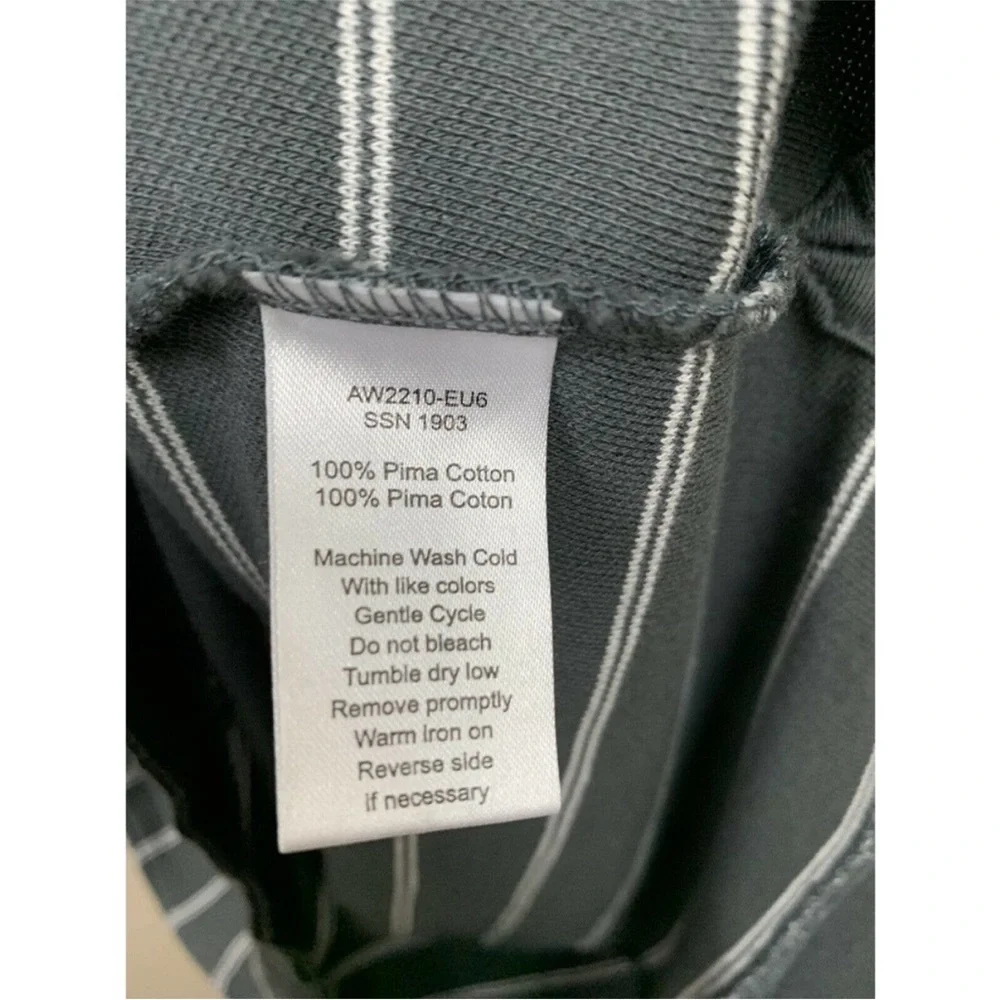 AW2210-EU6
SSN 1903
100% Pima Cotton
100% Pima Coton
Machine Wash Cold
With like colors
Gentle Cycle
Do not bleach
Tumble dry low
Remove promptly
Warm Iron on
Reverse side
if necessary